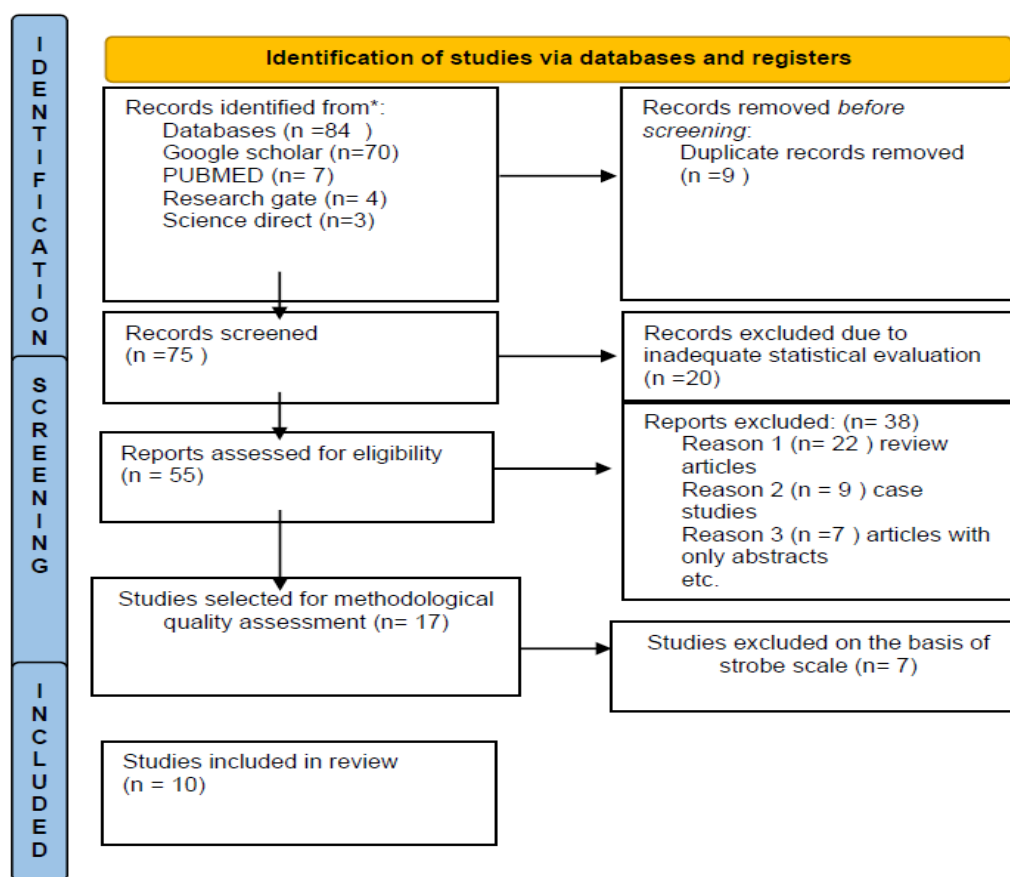 IDENTIFICATION
Identification of studies via databases and registers
Records identified from*:
Databases (n =84 )
Google scholar (n=70)
PUBMED (n= 7)
Research gate (n= 4)
Science direct (n=3)
Records removed before
screening:
Duplicate records removed
(n =9 )
Records screened
(n =75 )
Records excluded due to
inadequate statistical evaluation
(n =20)
SCREENING
Reports assessed for eligibility
(n = 55)
Reports excluded: (n= 38)
Reason 1 (n= 22 ) review
articles
Reason 2 (n = 9 ) case
studies
Reason 3 (n =7 ) articles with
only abstracts
etc.
Studies selected for methodological
quality assessment (n= 17)
Studies excluded on the basis of
strobe scale (n= 7)
INCLUDED
Studies included in review
(n = 10)